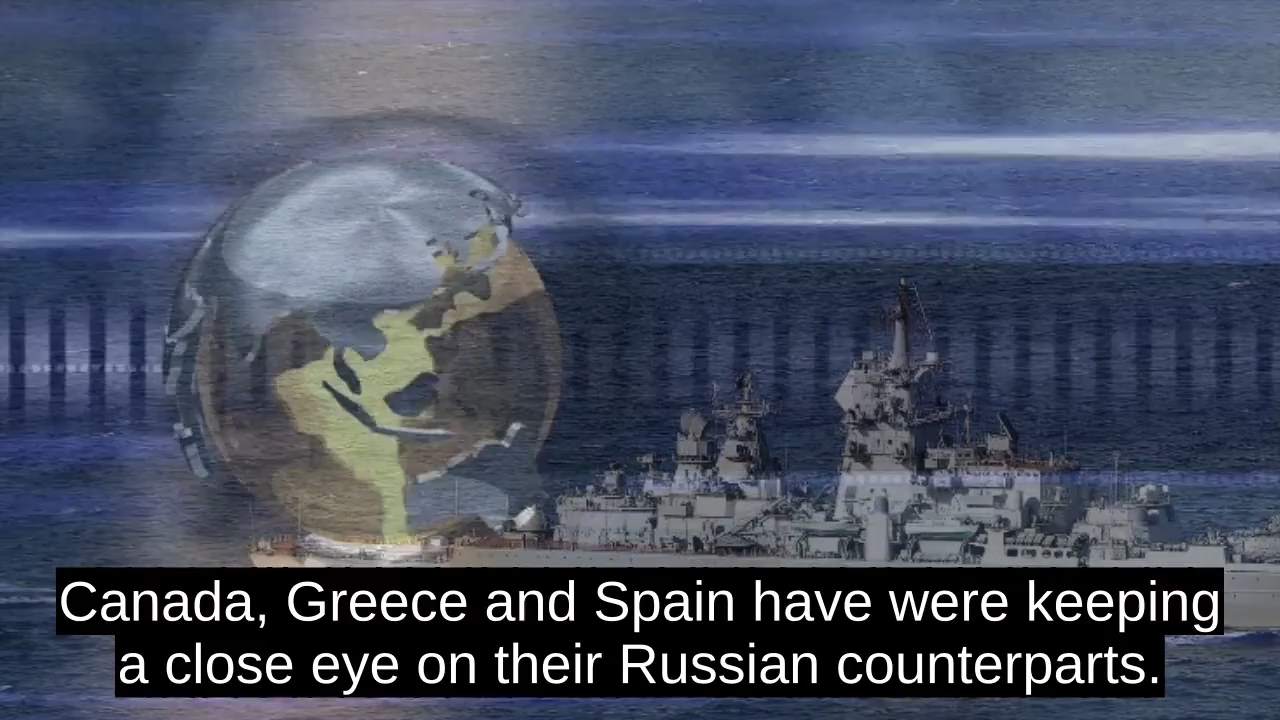 Canada, Greece and Spain have were keeping
a close eye on their Russian counterparts.